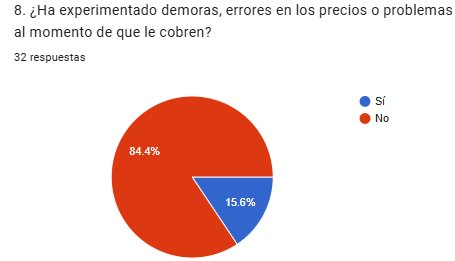 8. ¿Ha experimentado demoras, errores en los precios o problemas
al momento de que le cobren?
32 respuestas
Sí
No
84.4%
15.6%